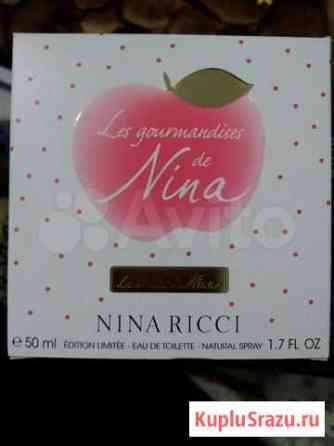 Les gourmandises
de
Nina
Avito
NINA RICCI
e 50 ml ÉDITION LIMITÉE - EAU DE TOILETTE - NATURAL SPRAY 1.7 FL OZ
KupluSrazu.ru